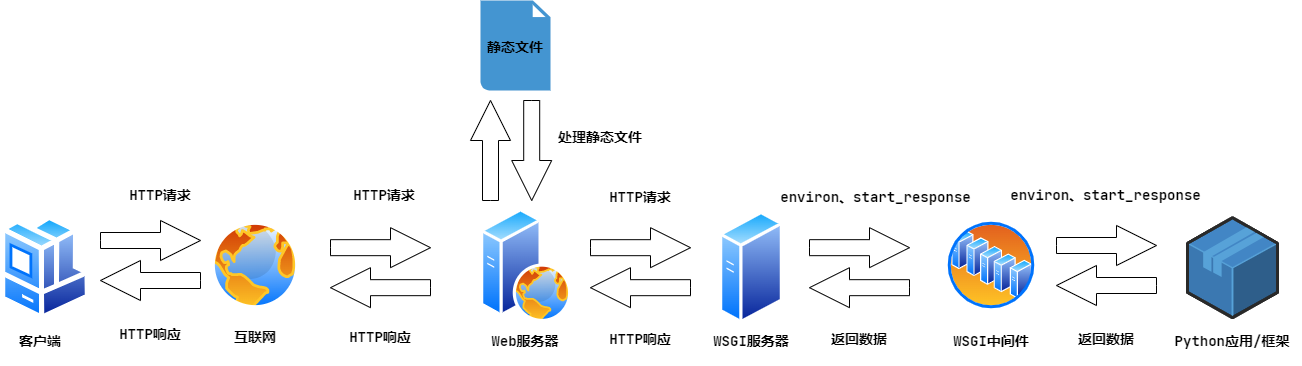 静态文件
处理静态文件
HTTP请求
HTTP请求
HTTP请求
environ、start_response
environ、start_response
HTTP响应
HTTP响应
HTTP响应
返回数据
返回数据
客户端
互联网
Web服务器
WSGI服务器
WSGI中间件
Python应用/框架